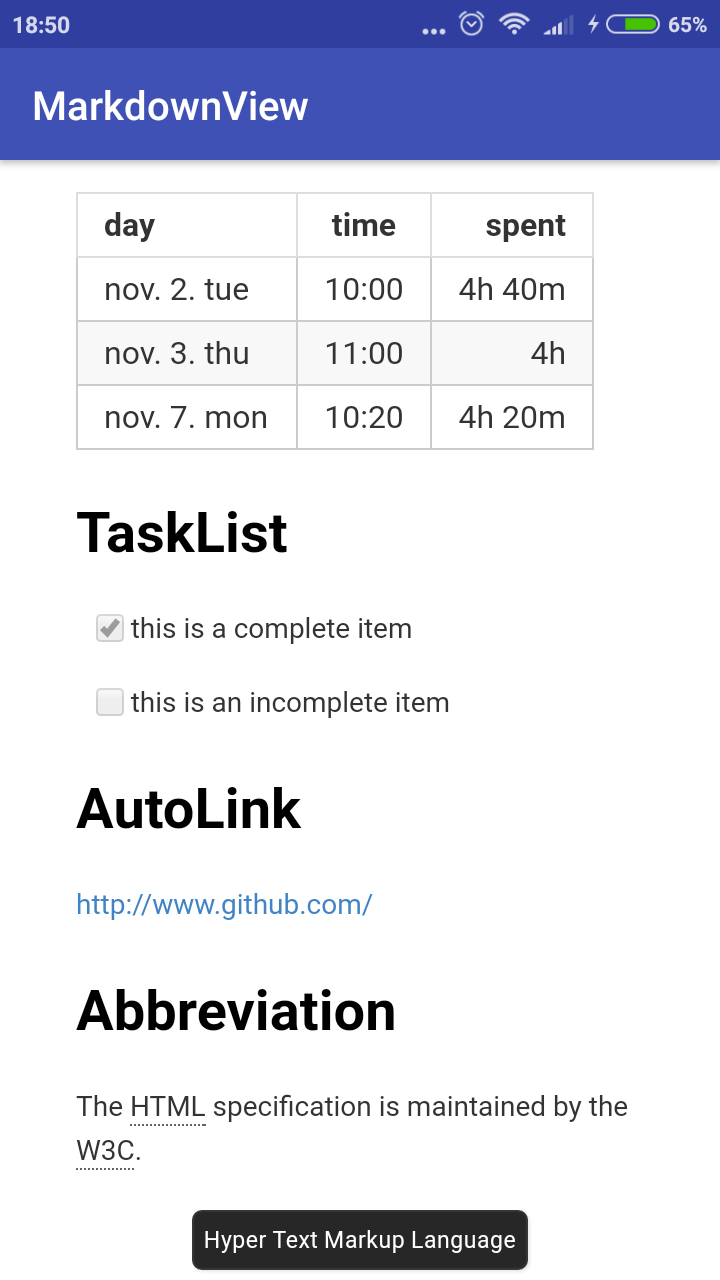 18:50 65%
MarkdownView
day time spent
nov. 2. tue 10:00 4h 40m
nov. 3. thu 11:00 4h
nov. 7. mon 10:20 4h 20m
TaskList
this is a complete item
this is an incomplete item
AutoLink
http://www.github.com/
Abbreviation
The HTML specification is maintained by the
W3C.
Hyper Text Markup Language